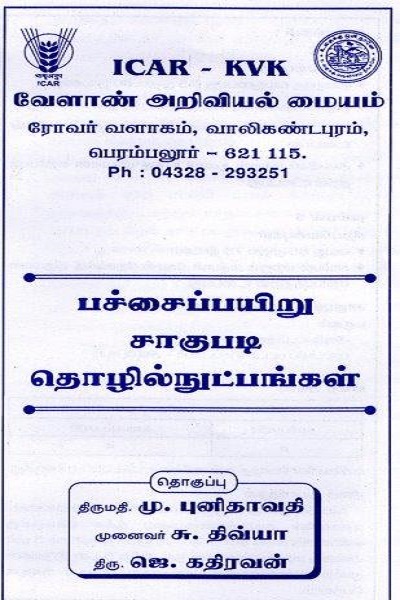 ICAR
ICAR - KVK
வேளாண் அறிவியல் மையம்
ரோவர் வளாகம், வாலிகண்டபுரம்,
பெரம்பலூர் – 621 115.
Ph : 04328 - 293251
பச்சைப்பயிறு
சாகுபடி
தொழில்நுட்பங்கள்
தொகுப்பு
திருமதி. மு. புனிதாவதி
முனைவர் சு. திவ்யா
திரு. ஜெ. கதிரவன்